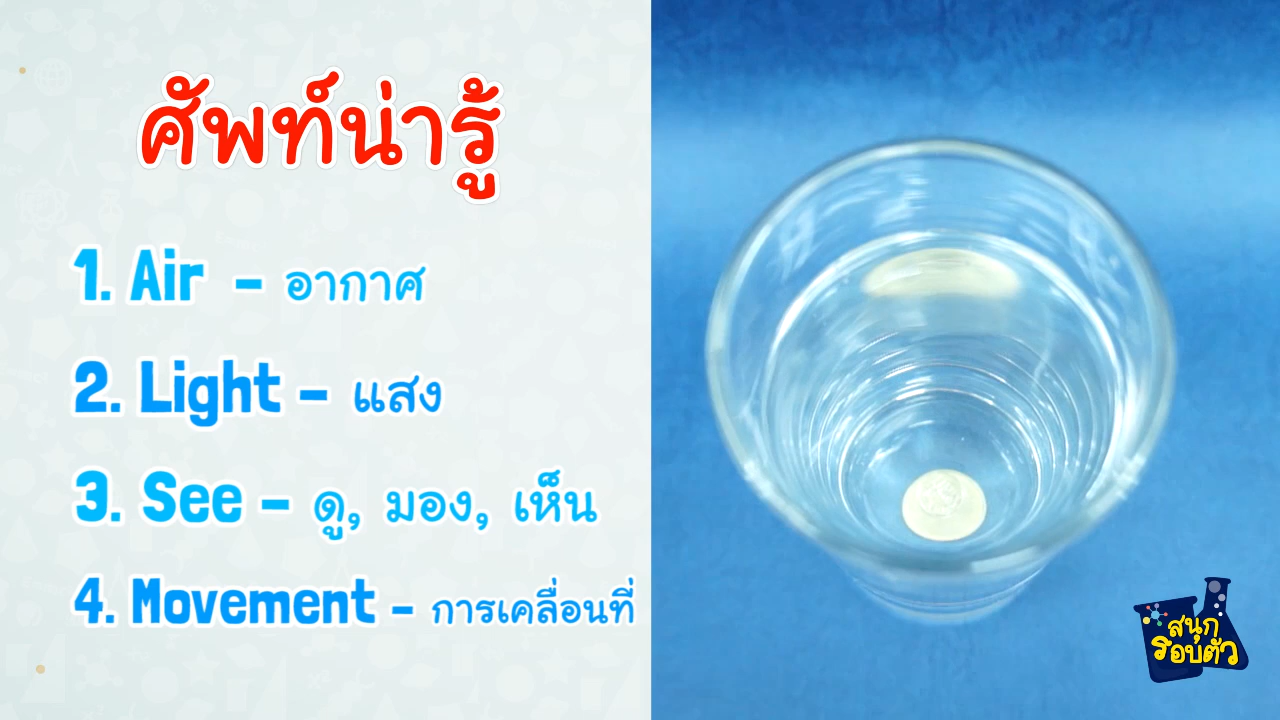 ศัพท์น่ารู้
1. Air - อากาศ
2. Light - แสง
3. See - ดู, มอง, เห็น
4. Movement - การเคลื่อนที่
สนุก
รอบตัว